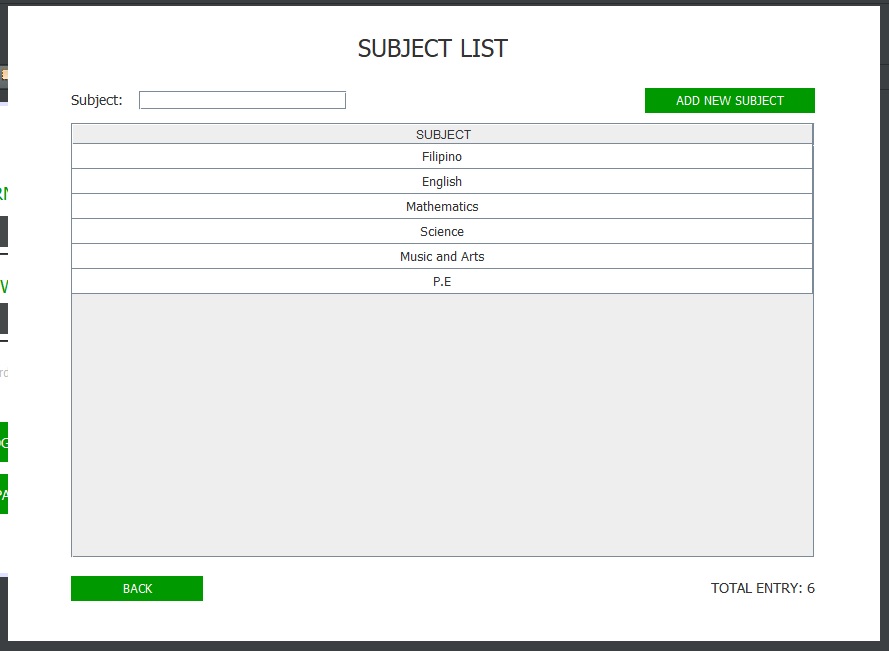 SUBJECT LIST
Subject:
ADD NEW SUBJECT
SUBJECT
Filipino
English
Mathematics
Science
Music and Arts
P.E
BACK
TOTAL ENTRY: 6